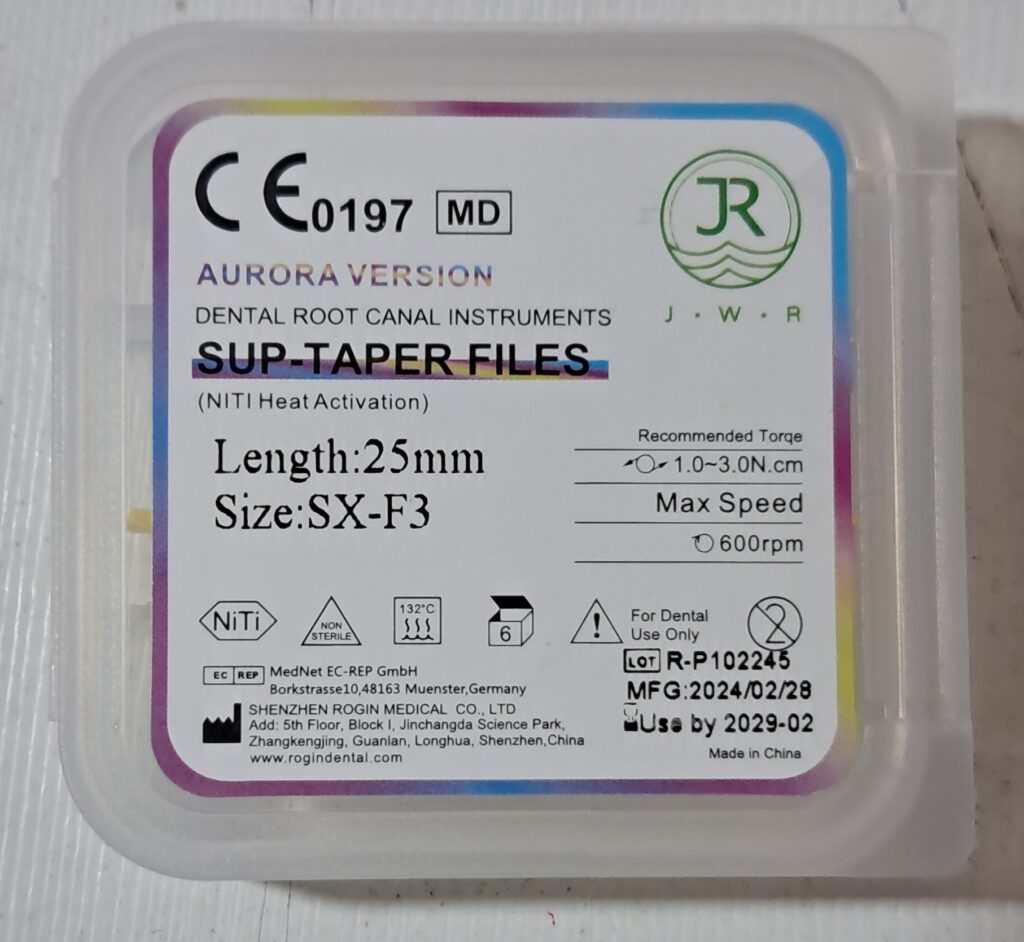 CE0197 MD
JR
J · W · R
AURORA VERSION
DENTAL ROOT CANAL INSTRUMENTS
SUP-TAPER FILES
(NITI Heat Activation)
Length:25mm
Size:SX-F3
Recommended Torqe
1.0~3.0N.cm
Max Speed
600rpm
NiTi
NON
STERILE
132°C
6
!
For Dental
Use Only
2
EC REP
MedNet EC-REP GmbH
Borkstrasse10,48163 Muenster,Germany
SHENZHEN ROGIN MEDICAL CO., LTD
Add: 5th Floor, Block I, Jinchangda Science Park,
Zhangkengjing, Guanlan, Longhua, Shenzhen,China
www.rogindental.com
LOT R-P102245
MFG:2024/02/28
Use by 2029-02
Made in China